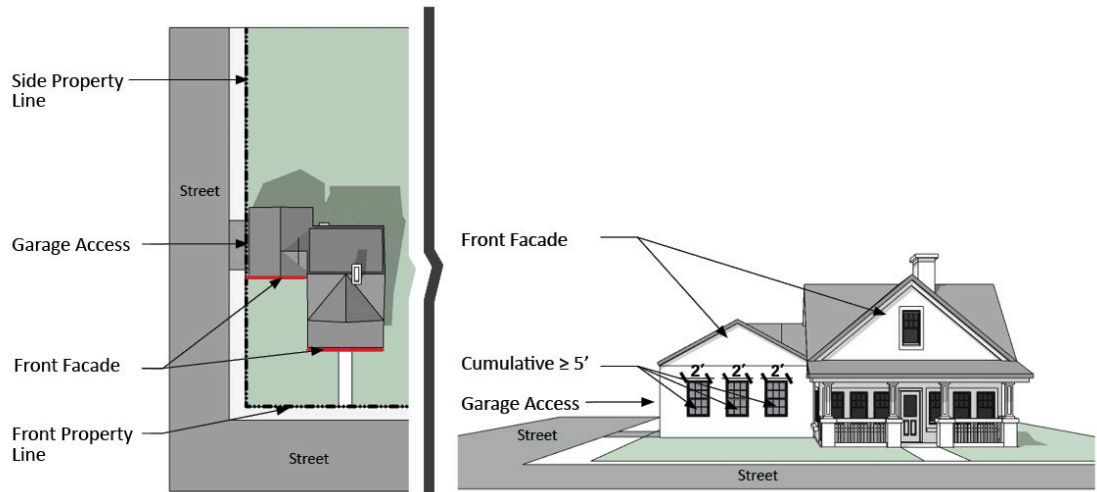 Side Property
Line
Street
Garage Access
Front Facade
Front Property
Line
Street
Front Facade
Cumulative ≥ 5’
2’ 2’ 2’
Garage Access
Street
Street